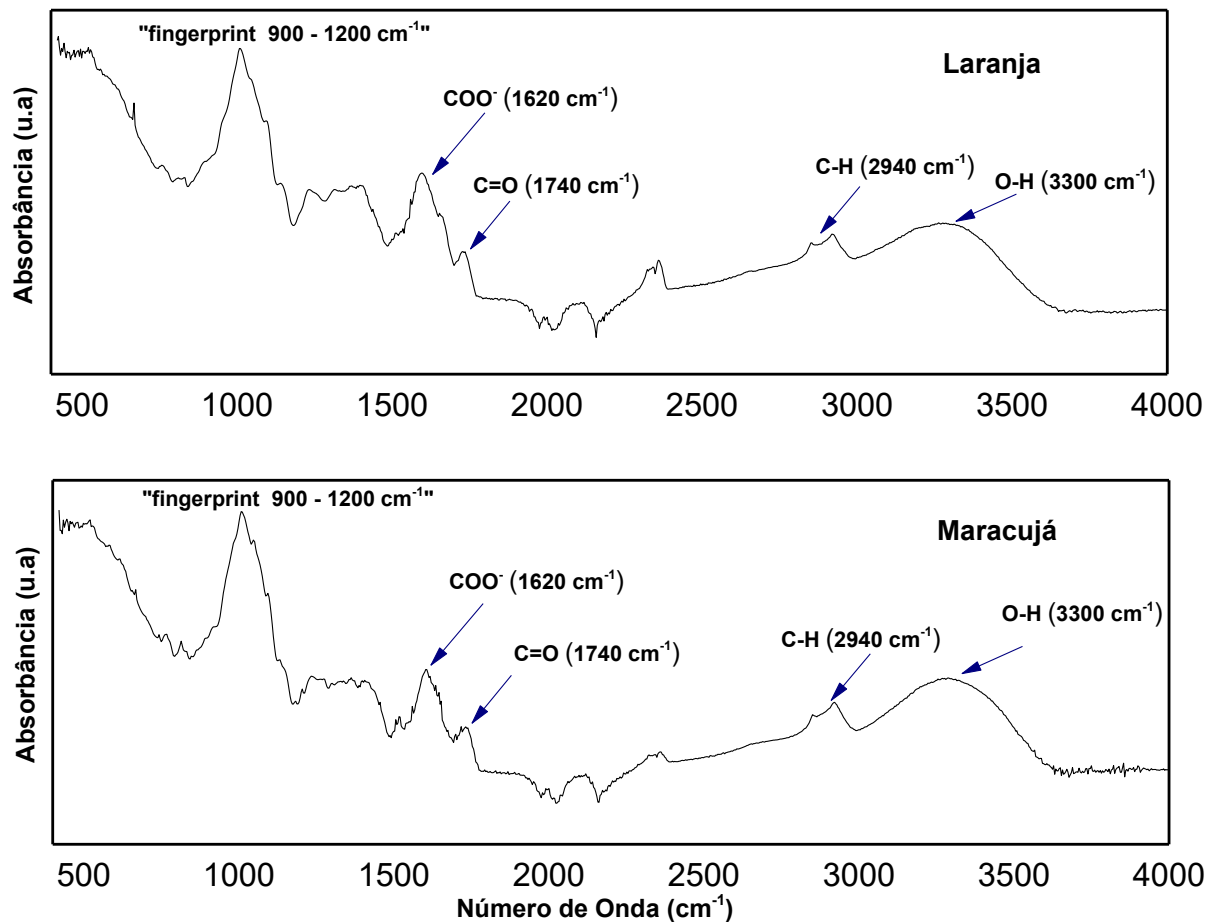 "fingerprint 900 - 1200 cm⁻¹"
Laranja
COO⁻ (1620 cm⁻¹)
C=O (1740 cm⁻¹)
C-H (2940 cm⁻¹)
O-H (3300 cm⁻¹)
Absorbância (u.a)
500 1000 1500 2000 2500 3000 3500 4000
"fingerprint 900 - 1200 cm⁻¹"
Maracujá
COO⁻ (1620 cm⁻¹)
C=O (1740 cm⁻¹)
C-H (2940 cm⁻¹)
O-H (3300 cm⁻¹)
Absorbância (u.a)
500 1000 1500 2000 2500 3000 3500 4000
Número de Onda (cm⁻¹)